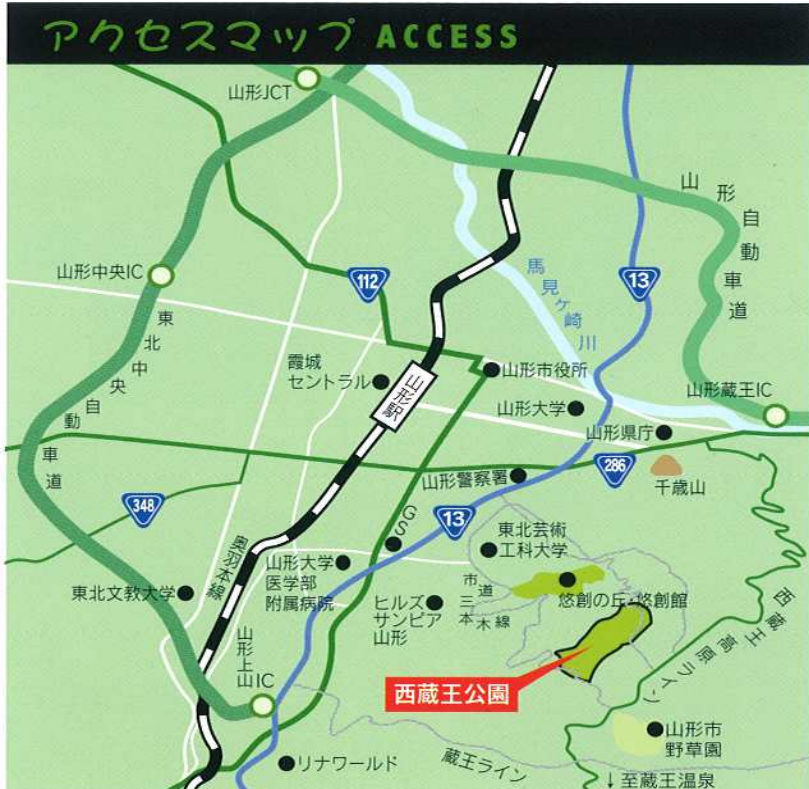 アクセスマップ ACCESS
山形JCT
山形自動車道
山形中央IC
112
13
馬見ヶ崎川
東北中央自動車道
霞城
セントラル
山形駅
山形市役所
山形大学
山形蔵王IC
山形県庁
山形警察署
286
千歳山
348
13
GS
東北芸術
工科大学
奥羽本線
山形大学
医学部
附属病院
東北文教大学
ヒルズ
サンピア
山形
市道三本木線
悠創の丘・悠創館
西蔵王高原ライン
山形上山IC
西蔵王公園
山形市
野草園
リナワールド
蔵王ライン
↓至蔵王温泉